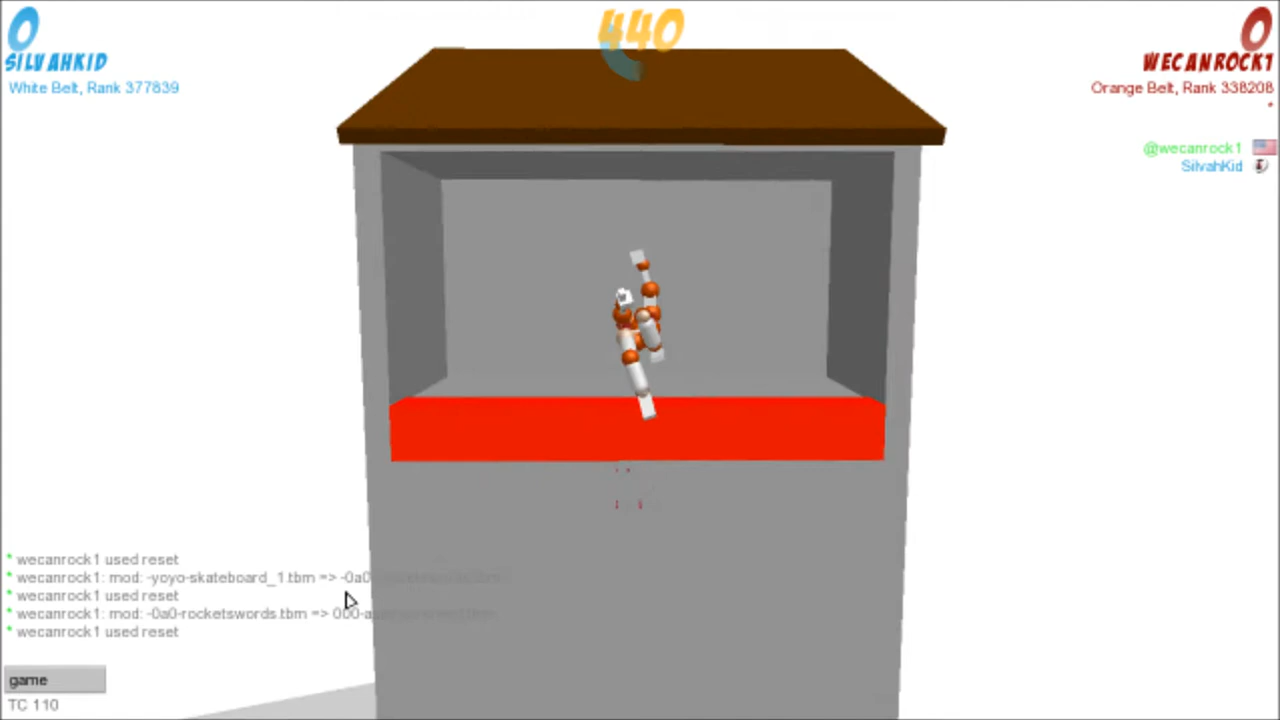 0
SILVAHKID
White Belt, Rank 377839
440
0
WECANROCK1
Orange Belt, Rank 338208
@wecanrock1
SilvahKid
* wecanrock1 used reset
* wecanrock1: mod: -yoyo-skateboard_1.tbm => -0a0
* wecanrock1 used reset
* wecanrock1: mod: -0a0-rocketswords.tbm => 000-a
* wecanrock1 used reset
game
TC 110